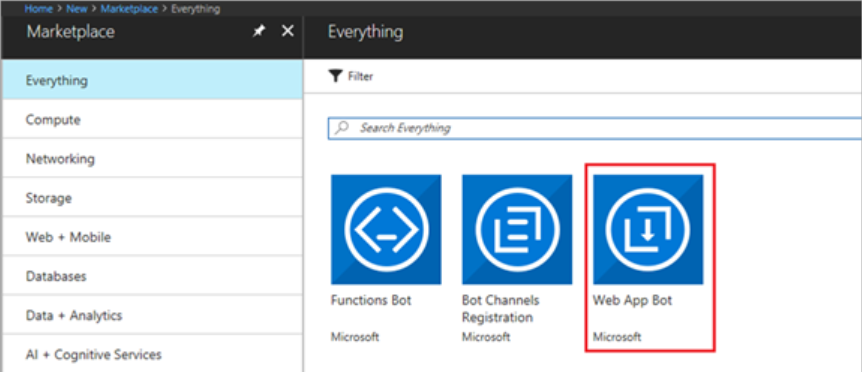 Home > New > Marketplace > Everything
Marketplace
Everything
Compute
Networking
Storage
Web + Mobile
Databases
Data + Analytics
AI + Cognitive Services
Everything
Filter
Search Everything
Functions Bot
Microsoft
Bot Channels
Registration
Microsoft
Web App Bot
Microsoft